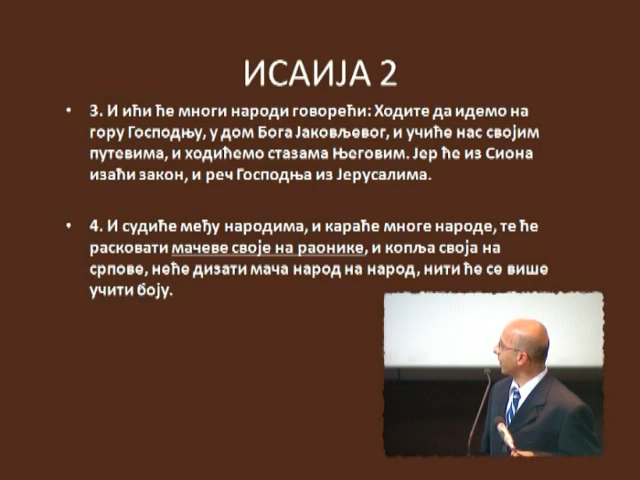 ИСАИЈА 2
• 3. И ићи ће многи народи говорећи: Ходите да идемо на
гору Господњу, у дом Бога Јаковљевог, и учиће нас својим
путевима, и ходићемо стазама Његовим. Јер ће из Сиона
изаћи закон, и реч Господња из Јерусалима.
• 4. И судиће међу народима, и караће многе народе, те ће
расковати мачеве своје на раонике, и копља своја на
српове, неће дизати мача народ на народ, нити ће се више
учити боју.